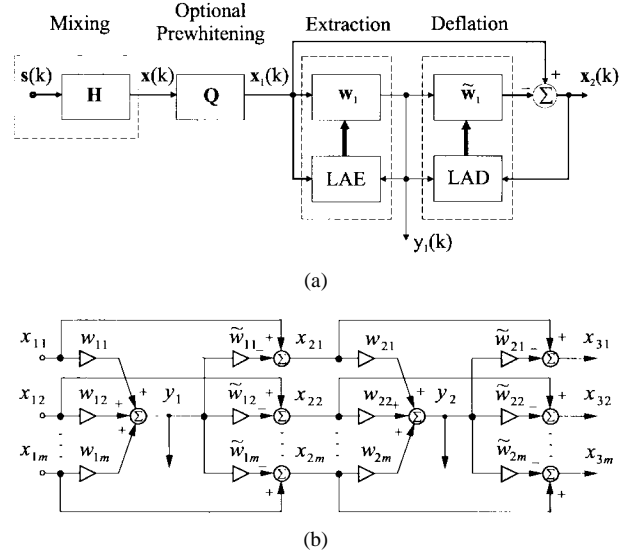 Mixing Optional Prewhitening Extraction Deflation
s(k) H x(k) Q x₁(k) w₁ w̃₁ − + Σ x₂(k)
LAE LAD
y₁(k)
(a)
x₁₁ w₁₁ w̃₁₁ − + Σ x₂₁ w₂₁ w̃₂₁ − + Σ x₃₁
x₁₂ w₁₂ + + + Σ y₁ w̃₁₂ − + Σ x₂₂ w₂₂ + + + Σ y₂ w̃₂₂ − + Σ x₃₂
x₁ₘ w₁ₘ w̃₁ₘ − + Σ x₂ₘ w₂ₘ w̃₂ₘ − + Σ x₃ₘ
(b)